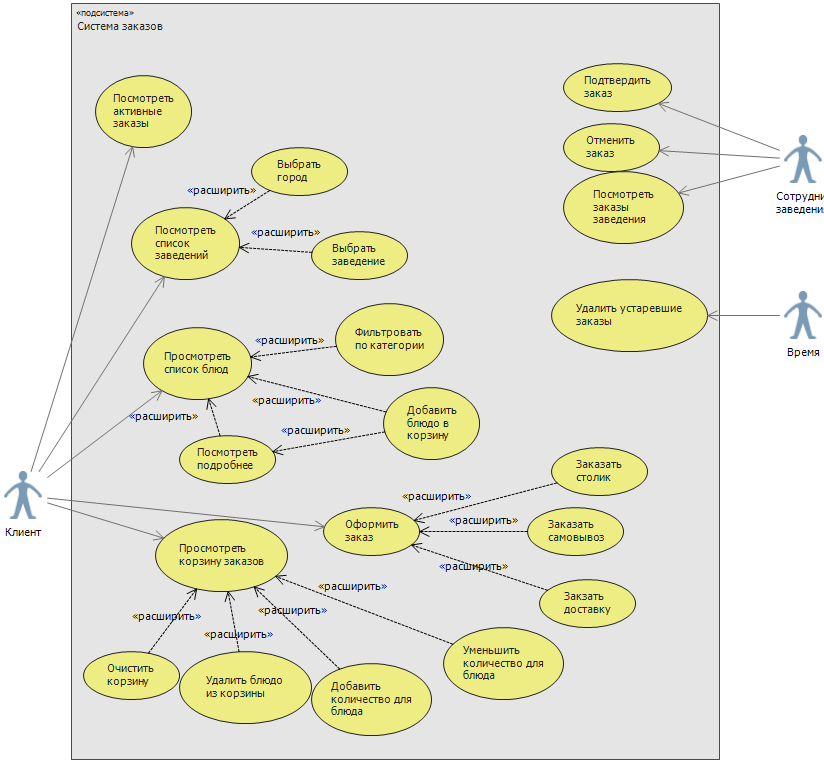 «подсистема»
Система заказов
Подтвердить
заказ
Посмотреть
активные
заказы
Отменить
заказ
Выбрать
город
«расширить»
Посмотреть
заказы
заведения
Сотрудни
заведени
Посмотреть
список
заведений
«расширить»
Выбрать
заведение
Удалить устаревшие
заказы
Время
Фильтровать
по категории
«расширить»
Просмотреть
список блюд
«расширить»
Добавить
блюдо в
корзину
«расширить»
«расширить»
Посмотреть
подробнее
Заказать
столик
«расширить»
Клиент
Оформить
заказ
«расширить»
Заказать
самовывоз
Просмотреть
корзину заказов
«расширить»
Закзать
доставку
«расширить»
«расширить»
«расширить»
«расширить»
Уменьшить
количество для
блюда
Очистить
корзину
Удалить блюдо
из корзины
Добавить
количество для
блюда